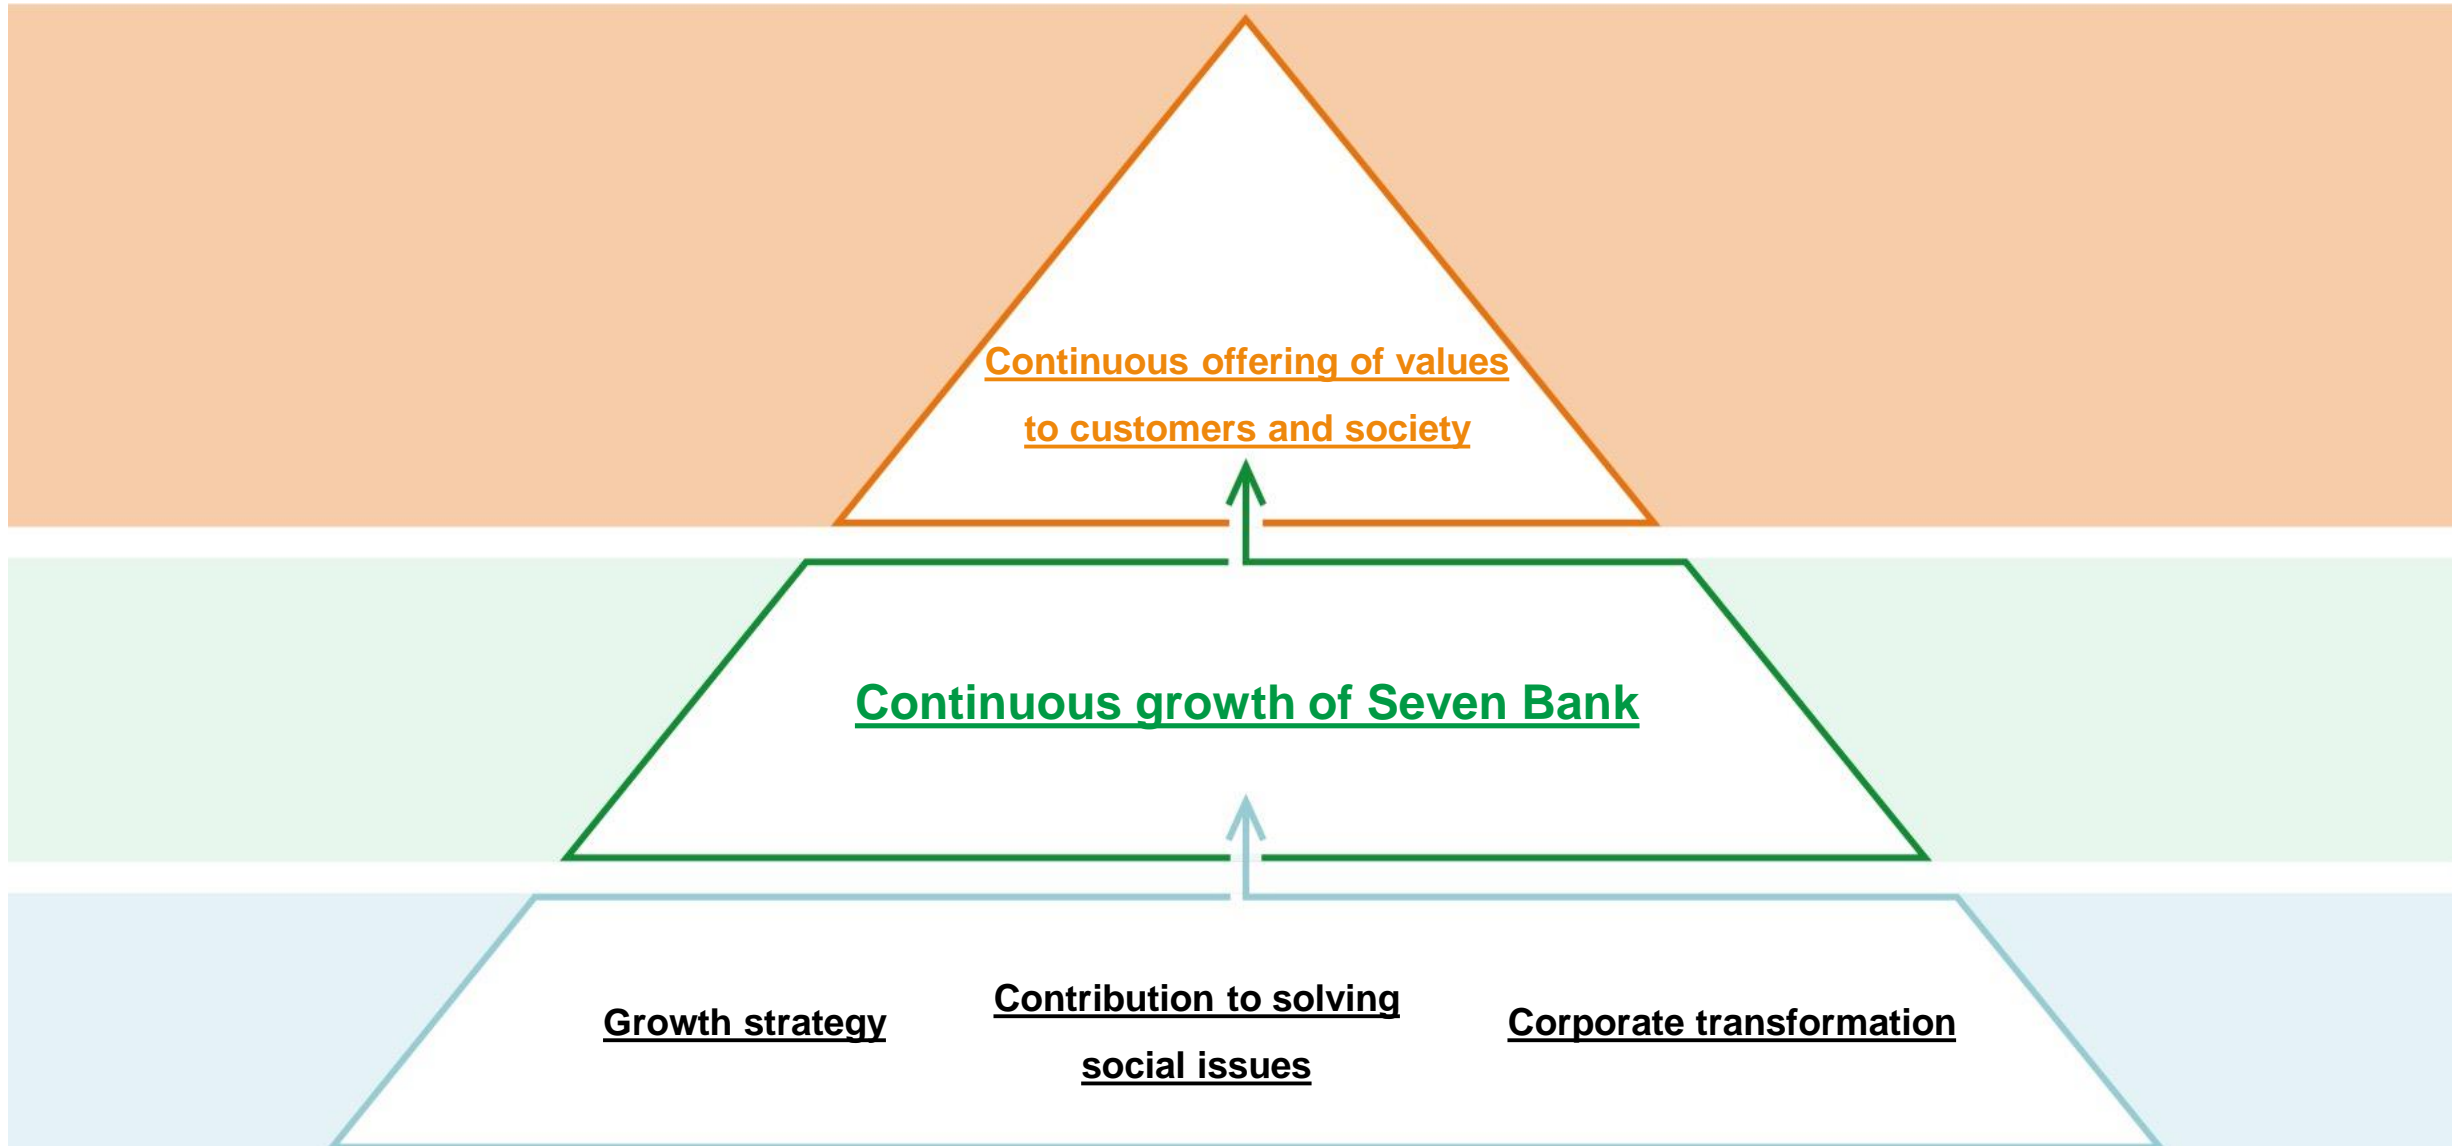 Continuous offering of values
to customers and society
Continuous growth of Seven Bank
Growth strategy
Contribution to solving
social issues
Corporate transformation